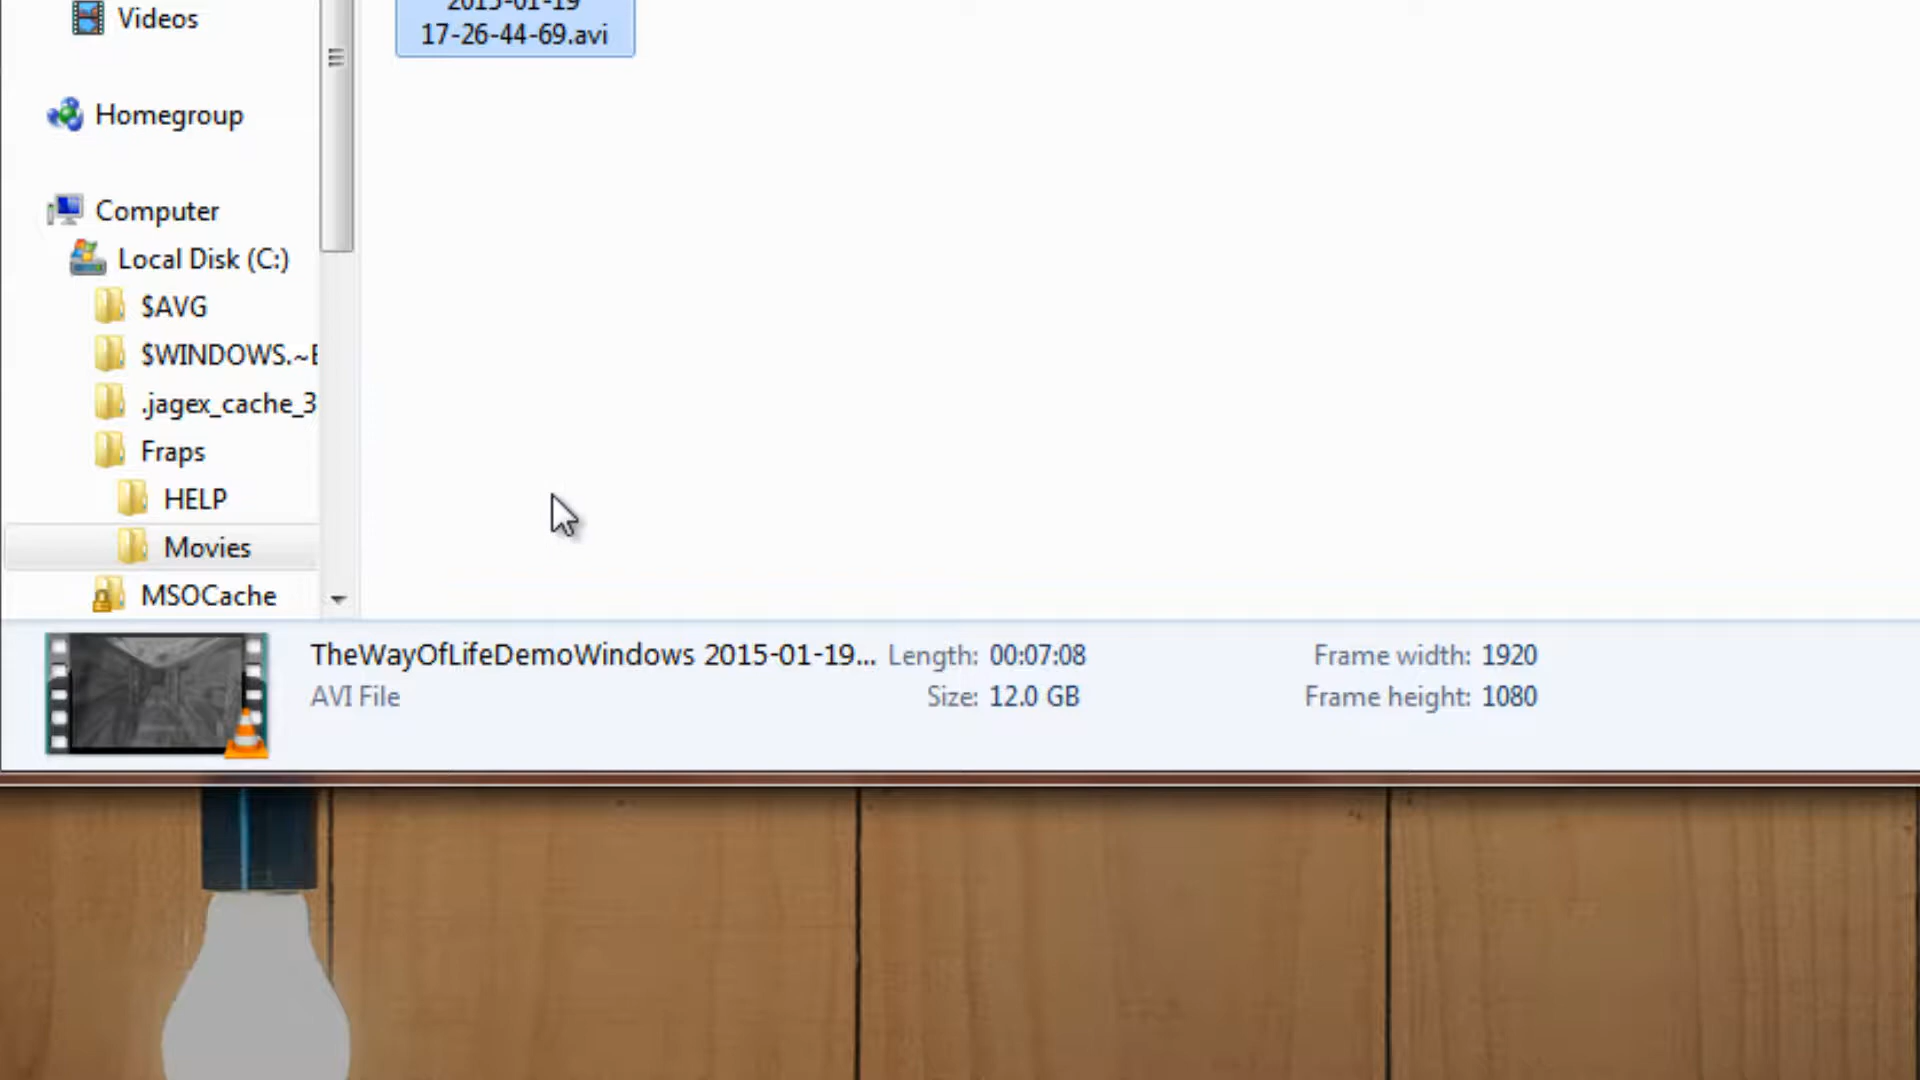 Videos
2015-01-19
17-26-44-69.avi
Homegroup
Computer
Local Disk (C:)
$AVG
$WINDOWS.~
.jagex_cache_3
Fraps
HELP
Movies
MSOCache
TheWayOfLifeDemoWindows 2015-01-19... Length: 00:07:08 Frame width: 1920
AVI File Size: 12.0 GB Frame height: 1080